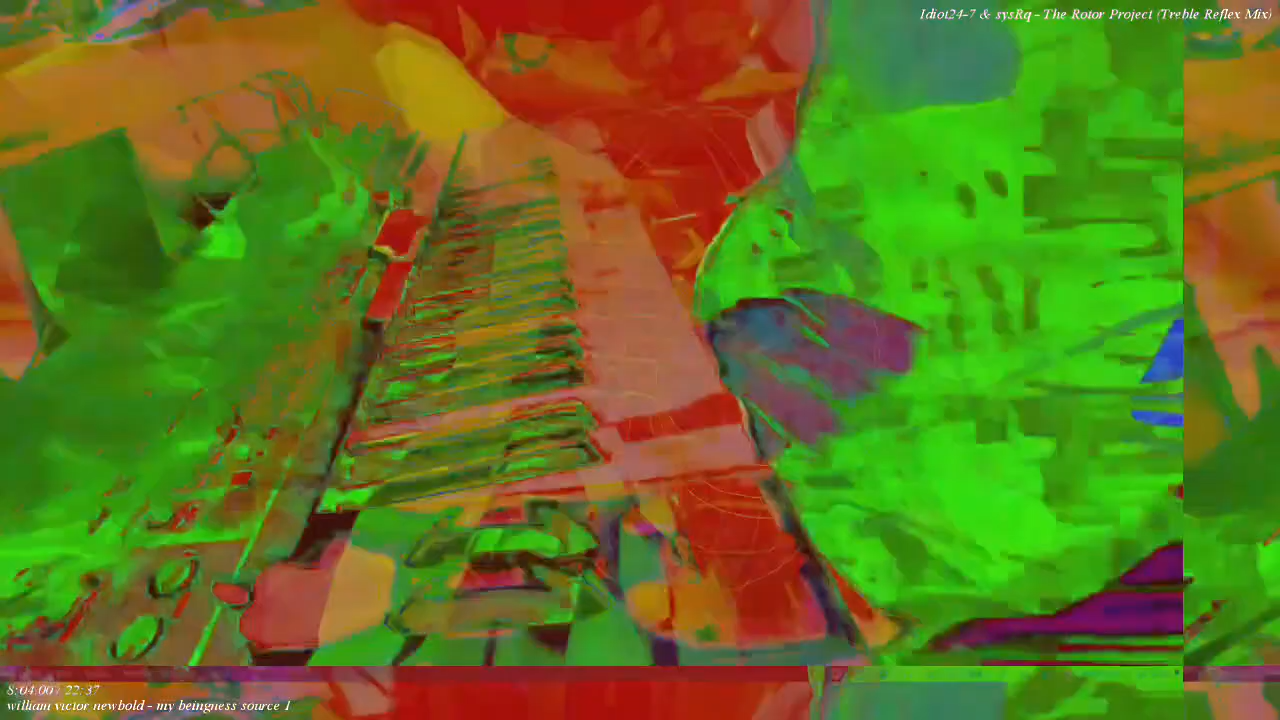 Idiot24-7 & sysRq - The Rotor Project (Treble Reflex Mix)
8:04:00 / 22:37
william victor newbold - my beingness source 1